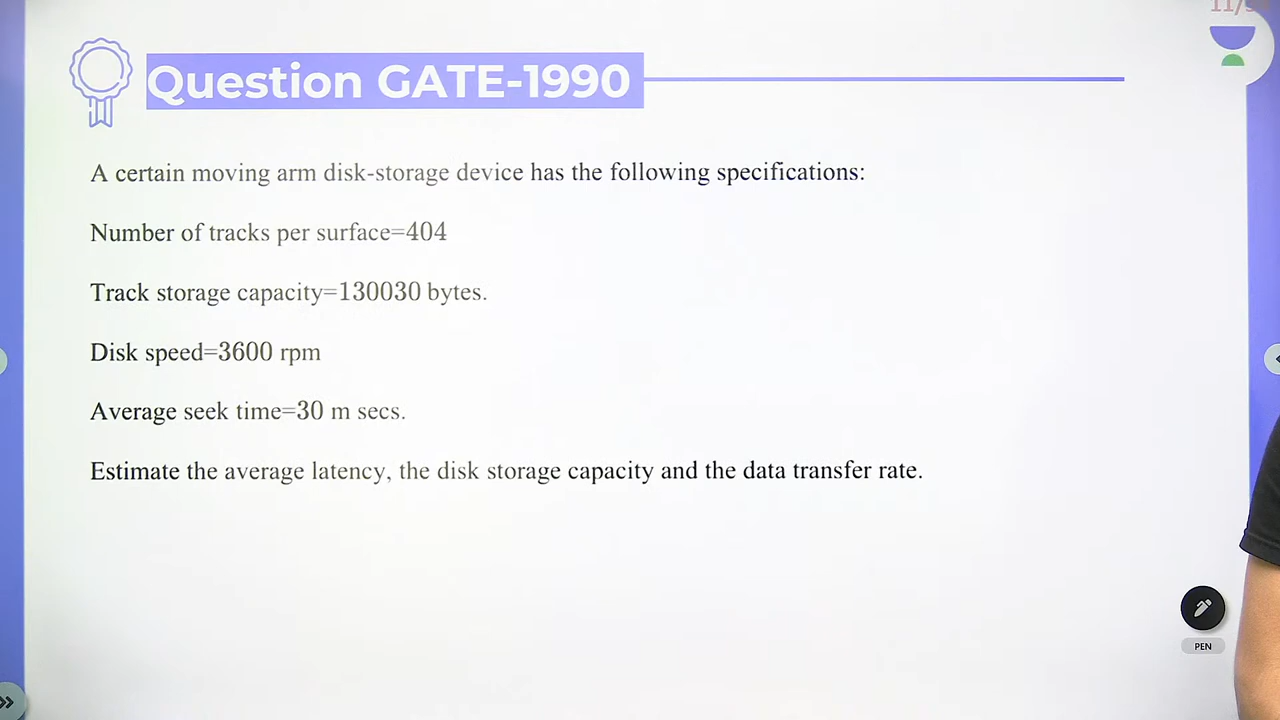 Question GATE-1990
A certain moving arm disk-storage device has the following specifications:
Number of tracks per surface=404
Track storage capacity=130030 bytes.
Disk speed=3600 rpm
Average seek time=30 m secs.
Estimate the average latency, the disk storage capacity and the data transfer rate.
PEN